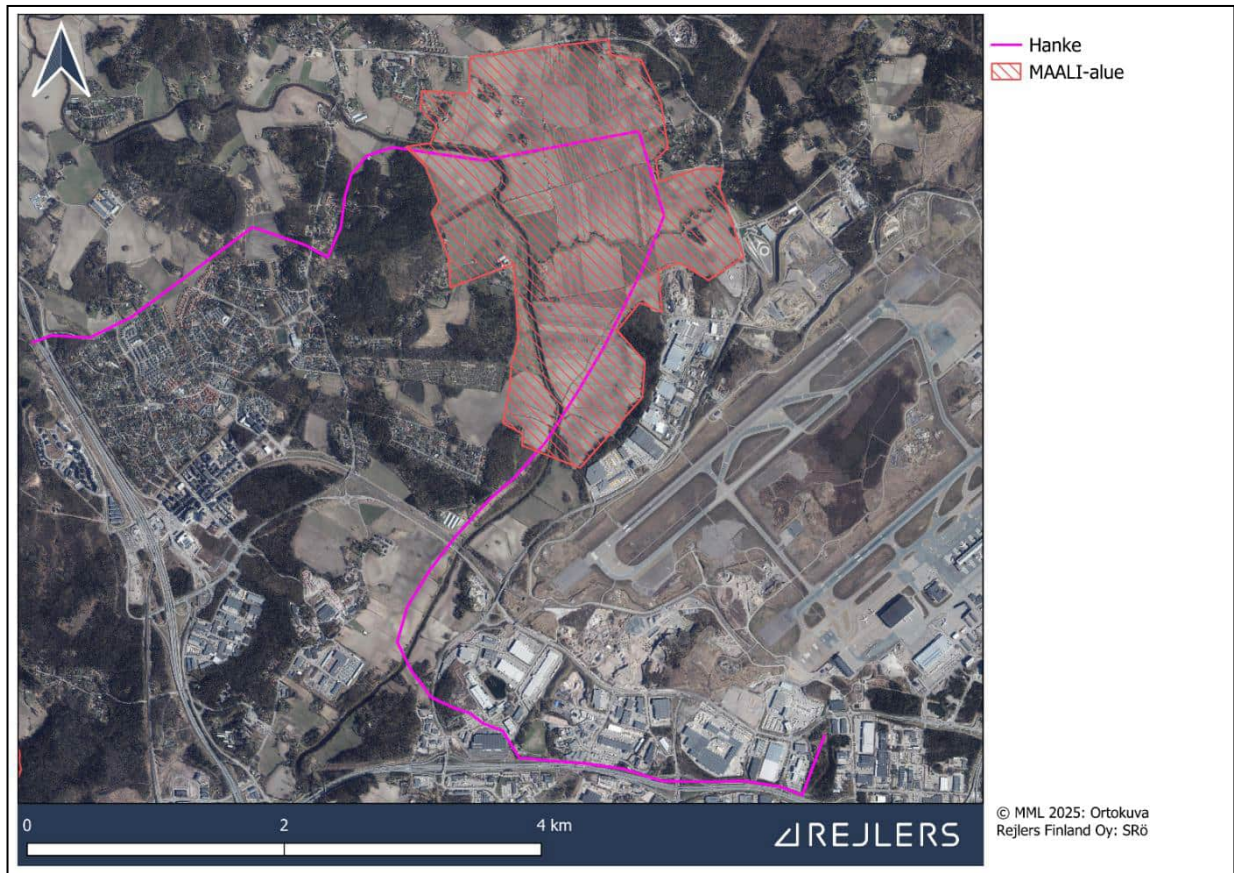 Hanke
MAALI-alue
0 2 4 km
REJLERS
© MML 2025: Ortokuva
Rejlers Finland Oy: SRö